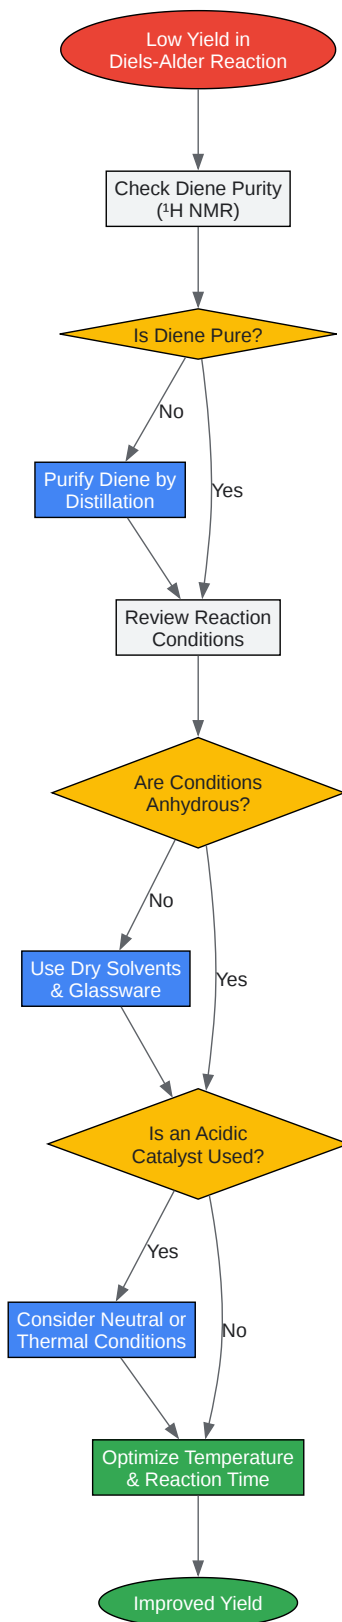 Low Yield in
Diels-Alder Reaction
Check Diene Purity
(¹H NMR)
Is Diene Pure?
No
Purify Diene by
Distillation
Yes
Review Reaction
Conditions
Are Conditions
Anhydrous?
No
Use Dry Solvents
& Glassware
Yes
Is an Acidic
Catalyst Used?
Yes
Consider Neutral or
Thermal Conditions
No
Optimize Temperature
& Reaction Time
Improved Yield